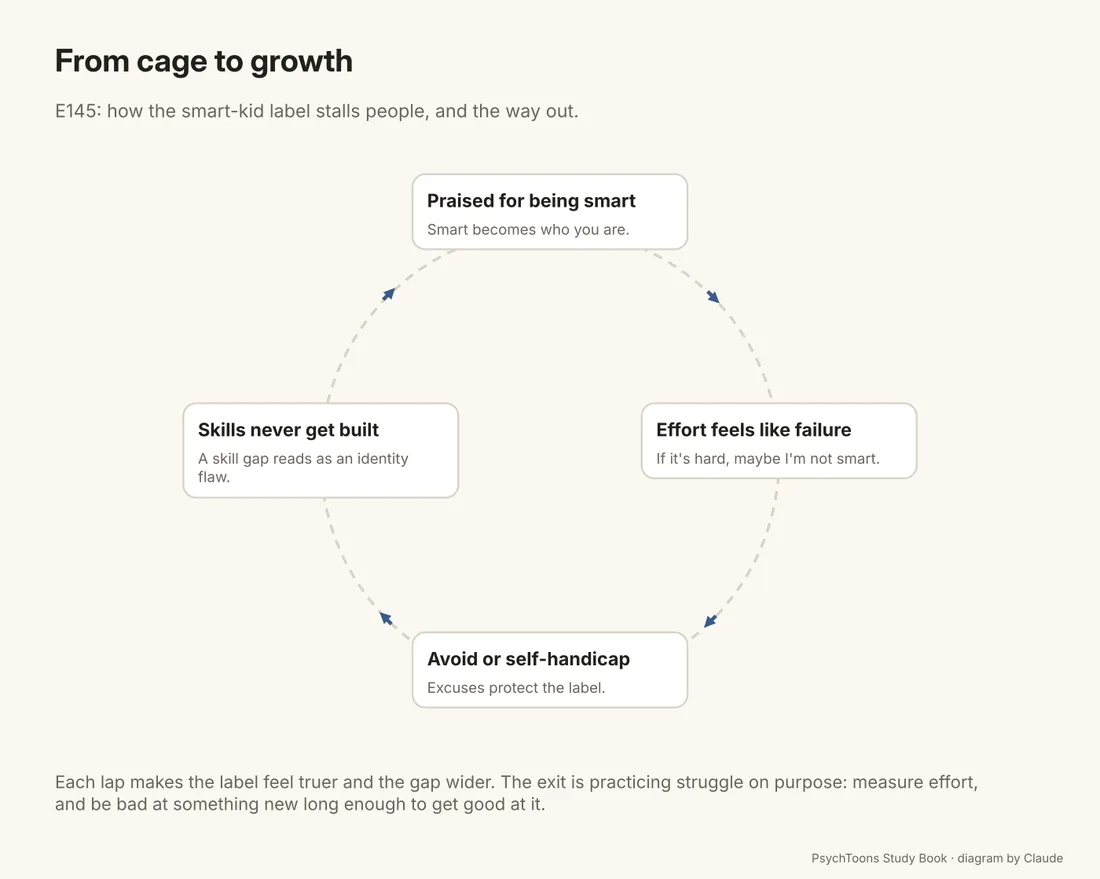 From cage to growth
E145: how the smart-kid label stalls people, and the way out.
Praised for being smart
Smart becomes who you are.
Skills never get built
A skill gap reads as an identity
flaw.
Effort feels like failure
If it's hard, maybe I'm not smart.
Avoid or self-handicap
Excuses protect the label.
Each lap makes the label feel truer and the gap wider. The exit is practicing struggle on purpose: measure effort,
and be bad at something new long enough to get good at it.
PsychToons Study Book · diagram by Claude